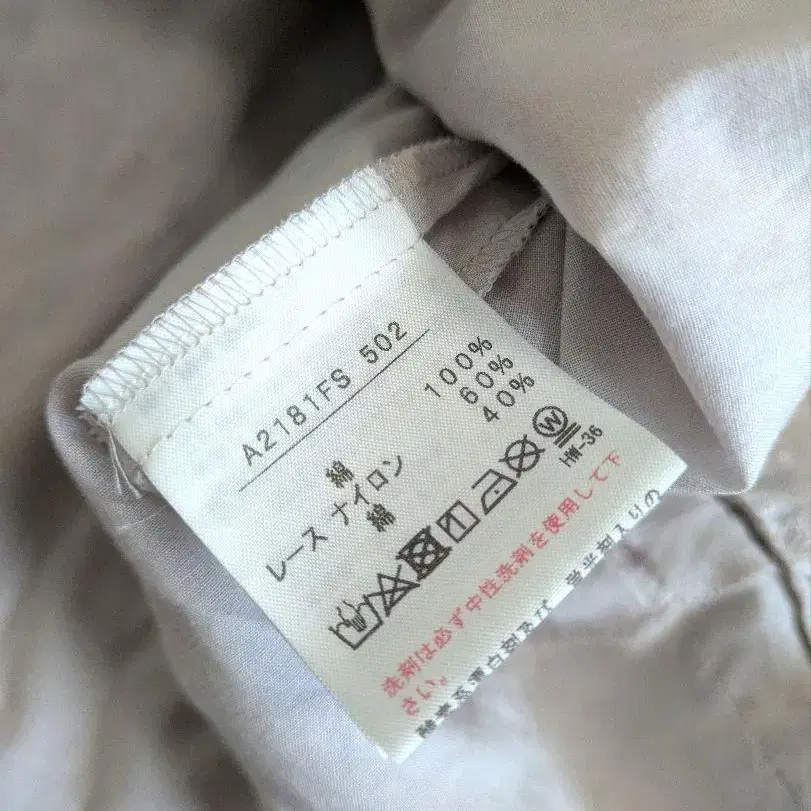 A2181FS 502
綿 100%
レース ナイロン 60%
綿 40%
W
HW-36
洗剤は必ず中性洗剤を使用して下
さい。